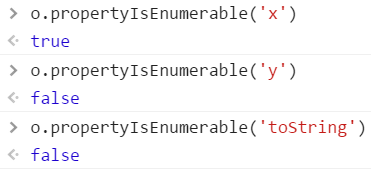 > o.propertyIsEnumerable('x')
< true
> o.propertyIsEnumerable('y')
< false
> o.propertyIsEnumerable('toString')
< false